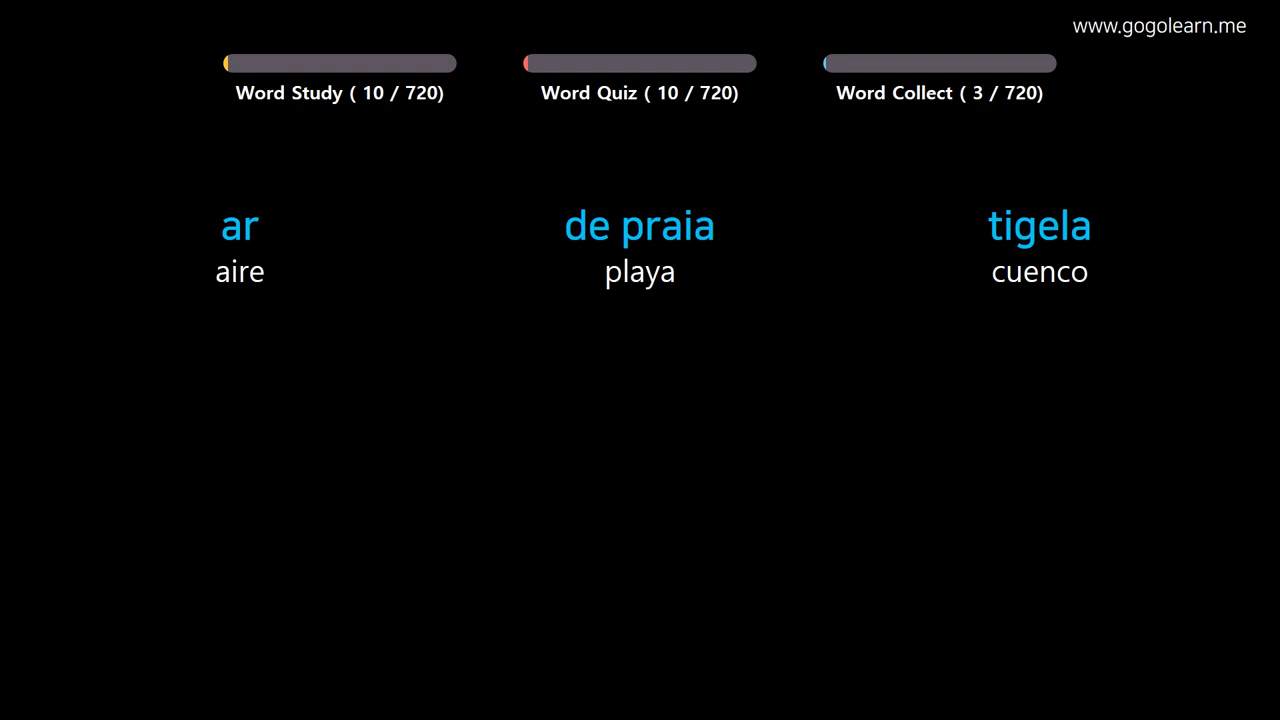 www.gogolearn.me
Word Study ( 10 / 720)
Word Quiz ( 10 / 720)
Word Collect ( 3 / 720)
ar
aire
de praia
playa
tigela
cuenco